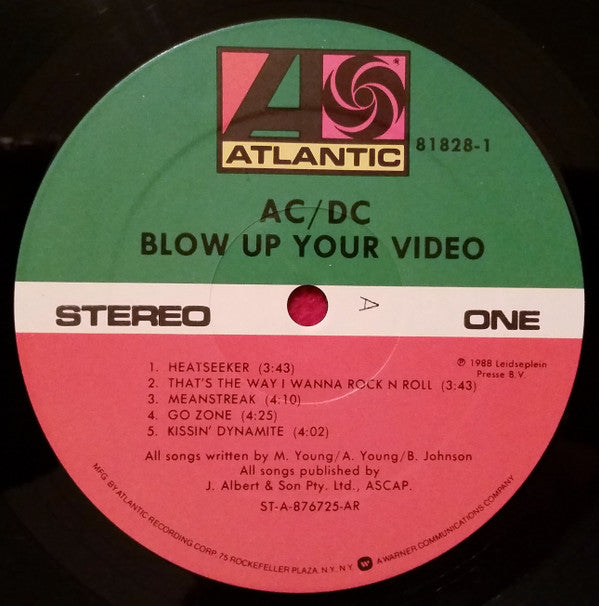 ATLANTIC
81828-1
AC/DC
BLOW UP YOUR VIDEO
STEREO
A
ONE
℗ 1988 Leidseplein
Presse B.V.
1. HEATSEEKER (3:43)
2. THAT'S THE WAY I WANNA ROCK N ROLL (3:43)
3. MEANSTREAK (4:10)
4. GO ZONE (4:25)
5. KISSIN' DYNAMITE (4:02)
All songs written by M. Young/A. Young/B. Johnson
All songs published by
J. Albert & Son Pty. Ltd., ASCAP.
ST-A-876725-AR
MFG. BY ATLANTIC RECORDING CORP. 75 ROCKEFELLER PLAZA, N.Y. N.Y. W A WARNER COMMUNICATIONS COMPANY